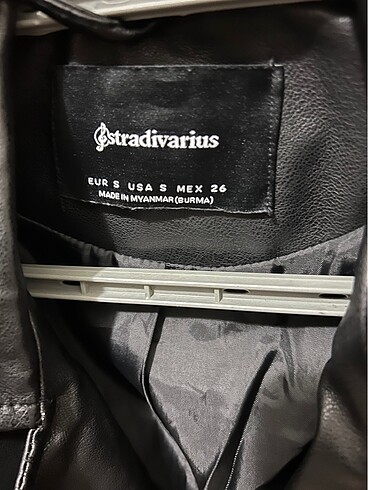 stradivarius
EUR S USA S MEX 26
MADE IN MYANMAR (BURMA)